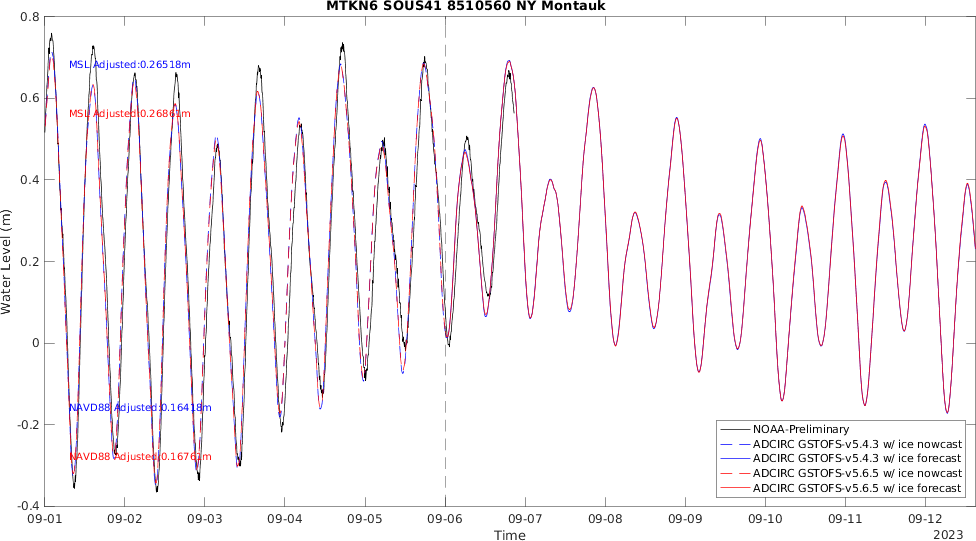 MTKN6 SOUS41 8510560 NY Montauk
0.8
0.6
0.4
0.2
0
-0.2
-0.4
Water Level (m)
MSL Adjusted:0.26518m
MSL Adjusted:0.26861m
NAVD88 Adjusted:0.16418m
NAVD88 Adjusted:0.16761m
NOAA-Preliminary
ADCIRC GSTOFS-v5.4.3 w/ ice nowcast
ADCIRC GSTOFS-v5.4.3 w/ ice forecast
ADCIRC GSTOFS-v5.6.5 w/ ice nowcast
ADCIRC GSTOFS-v5.6.5 w/ ice forecast
09-01 09-02 09-03 09-04 09-05 09-06 09-07 09-08 09-09 09-10 09-11 09-12
Time
2023